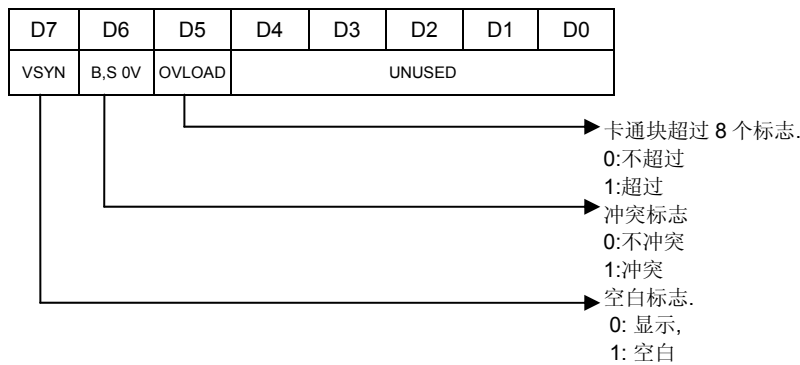 D7 D6 D5 D4 D3 D2 D1 D0
VSYN B,S 0V OVLOAD UNUSED
卡通块超过 8 个标志.
0:不超过
1:超过
冲突标志
0:不冲突
1:冲突
空白标志.
0: 显示,
1: 空白